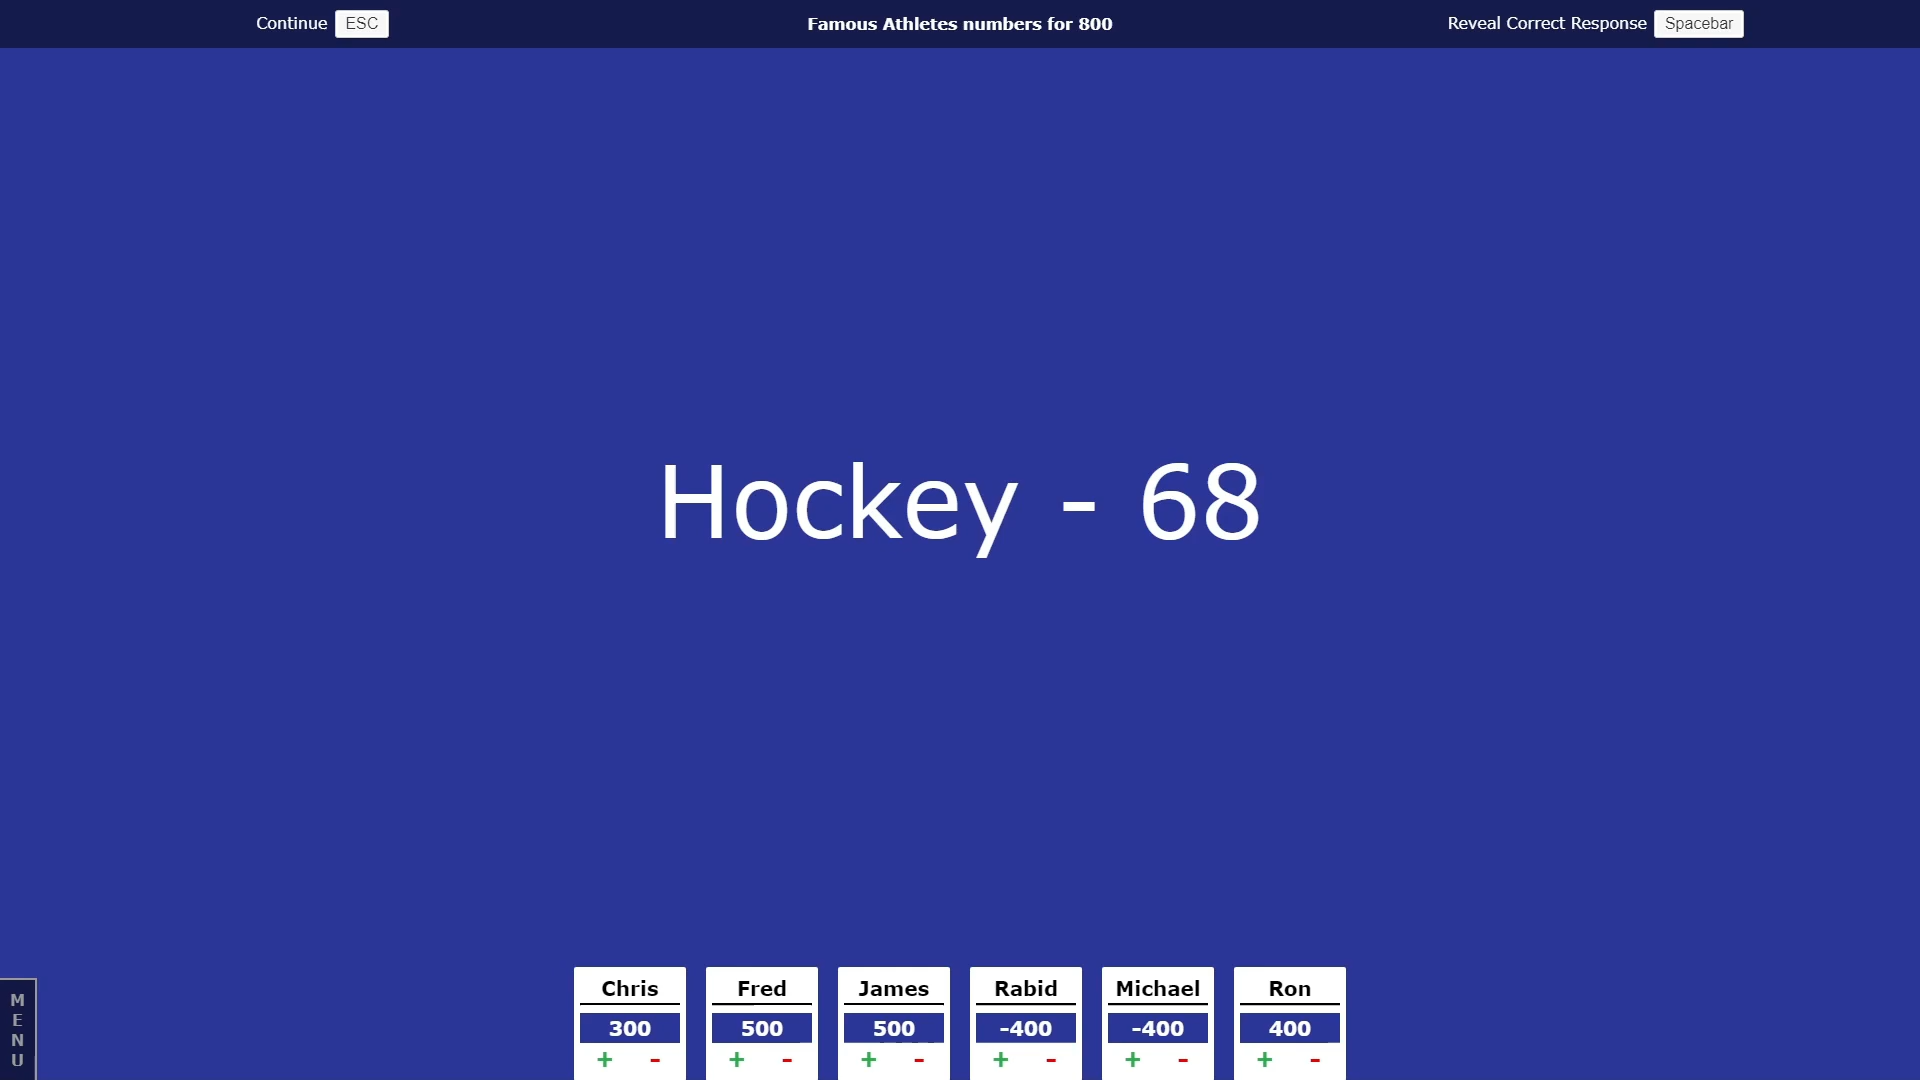 Continue ESC
Famous Athletes numbers for 800
Reveal Correct Response Spacebar
Hockey - 68
MENU
Chris Fred James Rabid Michael Ron
300 500 500 -400 -400 400
+ - + - + - + - + - + -